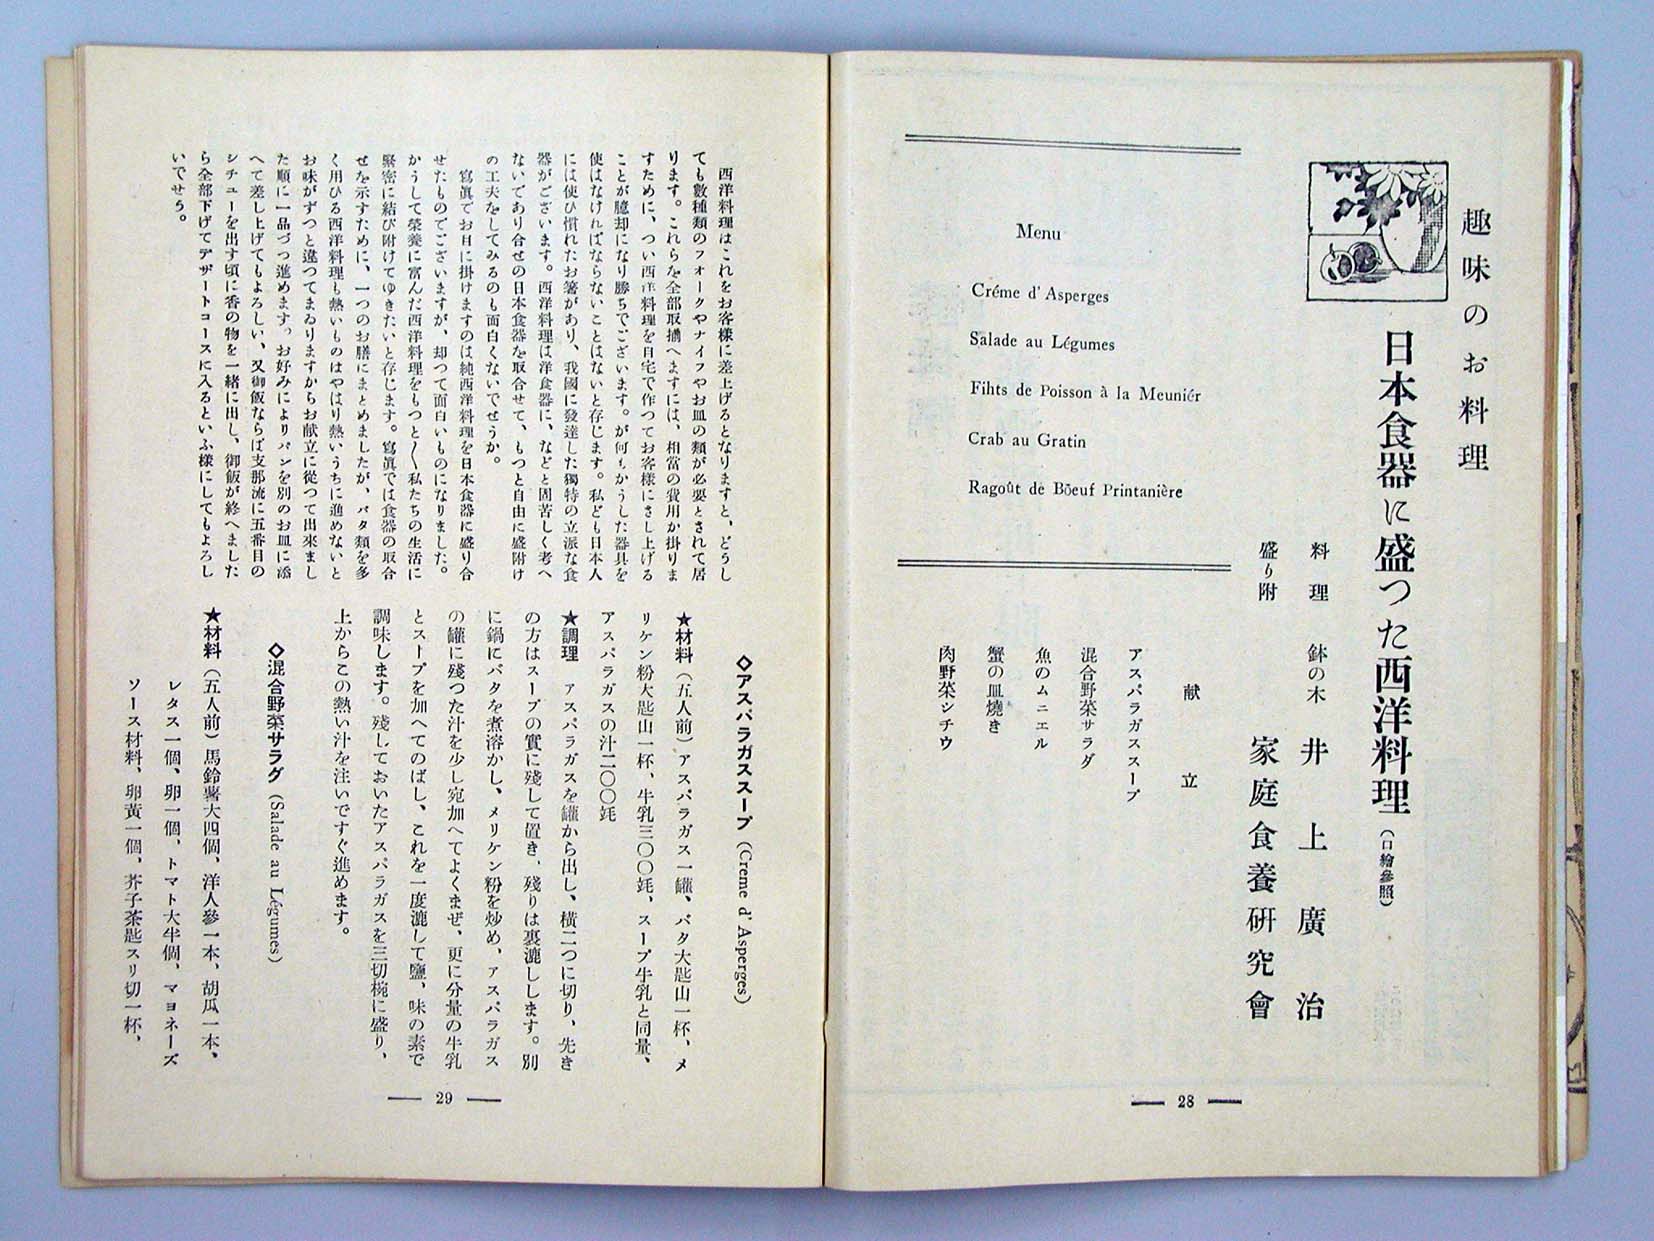 趣味のお料理
日本食器に盛つた西洋料理（口繪參照）
料理　鉢の木　井上廣治
盛り附　家庭食養研究會
Menu
Créme d' Asperges
Salade au Légumes
Fihts de Poisson à la Meuniér
Crab au Gratin
Ragoût de Bōeuf Printanière
献立
アスパラガススープ
混合野菜サラダ
魚のムニエル
蟹の皿燒き
肉野菜シチウ
28
西洋料理はこれをお客樣に差上げるとなりますと、どうし
ても數種類のフォークやナイフやお皿の類が必要とされて居
ります。これらを全部取揃へますには、相當の費用か掛りま
すために、つい西洋料理を自宅で作つてお客樣にさし上げる
ことが臆却になり勝ちでございます。が何もかうした器具を
使はなければならないことはないと存じます。私ども日本人
には使ひ慣れたお箸があり、我國に發達した獨特の立派な食
器がございます。西洋料理は洋食器に、などと固苦しく考へ
ないであり合せの日本食器を取合せて、もつと自由に盛附け
の工夫をしてみるのも面白くないでせうか。
寫眞でお目に掛けますのは純西洋料理を日本食器に盛り合
せたものでございますが、却つて面白いものになりました。
かうして榮養に富んだ西洋料理をもつと〱私たちの生活に
緊密に結び附けてゆきたいと存じます。寫眞では食器の取合
せを示すために、一つのお膳にまとめましたが、バタ類を多
く用ひる西洋料理も熱いものはやはり熱いうちに進めないと
お味がずつと違つてまゐりますからお献立に從つて出來まし
た順に一品づつ進めます。お好みによりパンを別のお皿に添
へて差し上げてもよろしい、又御飯ならば支那流に五番目の
シチューを出す頃に香の物を一緒に出し、御飯が終へました
ら全部下げてデザートコースに入るといふ樣にしてもよろし
いでせう。
◇アスパラガススープ (Creme d' Asperges)
★材料（五人前）アスパラガス一罐、バタ大匙山一杯、メ
リケン粉大匙山一杯、牛乳三〇〇竓、スープ牛乳と同量、
アスパラガスの汁二〇〇竓
★調理　アスパラガスを罐から出し、横二つに切り、先き
の方はスープの實に殘して置き、殘りは裏漉しします。別
に鍋にバタを煮溶かし、メリケン粉を炒め、アスパラガス
の罐に殘つた汁を少し宛加へてよくまぜ、更に分量の牛乳
とスープを加へてのばし、これを一度漉して鹽、味の素で
調味します。殘しておいたアスパラガスを三切椀に盛り、
上からこの熱い汁を注いですぐ進めます。
◇混合野菜サラダ (Salade au Légumes)
★材料（五人前）馬鈴薯大四個、洋人參一本、胡瓜一本、
レタス一個、卵一個、トマト大半個、マヨネーズ
ソース材料、卵黄一個、芥子茶匙スリ切一杯、
29